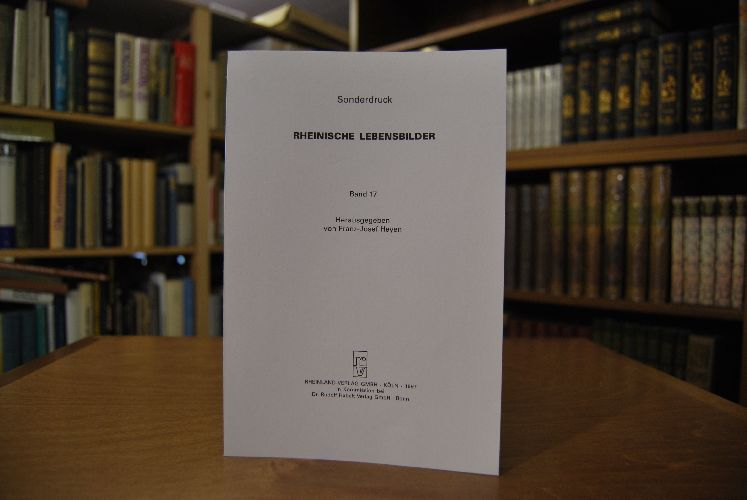 Sonderdruck
RHEINISCHE LEBENSBILDER
Band 17
Herausgegeben
von Franz-Josef Heyen
RHEINLAND-VERLAG GMBH · KÖLN · 1997
in Kommission bei
Dr. Rudolf Habelt Verlag GmbH · Bonn